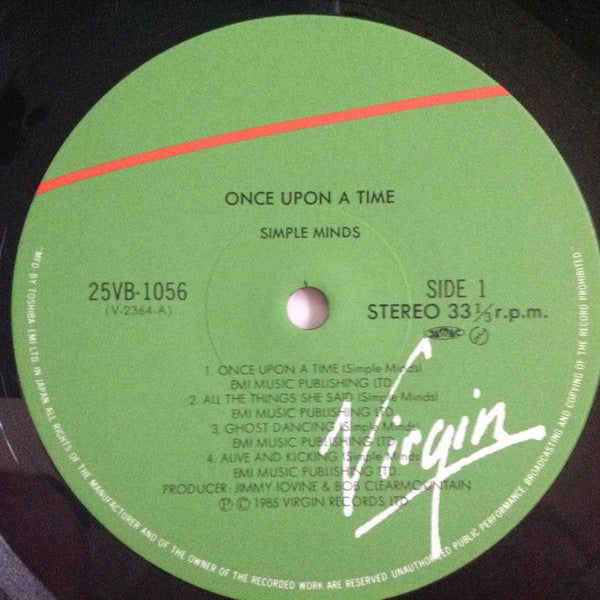 ONCE UPON A TIME
SIMPLE MINDS
25VB-1056
(V-2364-A)
SIDE 1
STEREO 33⅓r.p.m.
1. ONCE UPON A TIME (Simple Minds)
EMI MUSIC PUBLISHING LTD.
2. ALL THE THINGS SHE SAID (Simple Minds)
EMI MUSIC PUBLISHING LTD.
3. GHOST DANCING (Simple Minds)
EMI MUSIC PUBLISHING LTD.
4. ALIVE AND KICKING (Simple Minds)
EMI MUSIC PUBLISHING LTD.
PRODUCER: JIMMY IOVINE & BOB CLEARMOUNTAIN
Ⓟ © 1985 VIRGIN RECORDS LTD.
Virgin
"MFD BY TOSHIBA EMI LTD. IN JAPAN ALL RIGHTS OF THE MANUFACTURER AND OF THE OWNER OF THE RECORDED WORK ARE RESERVED. UNAUTHORISED PUBLIC PERFORMANCE, BROADCASTING AND COPYING OF THE RECORD PROHIBITED"